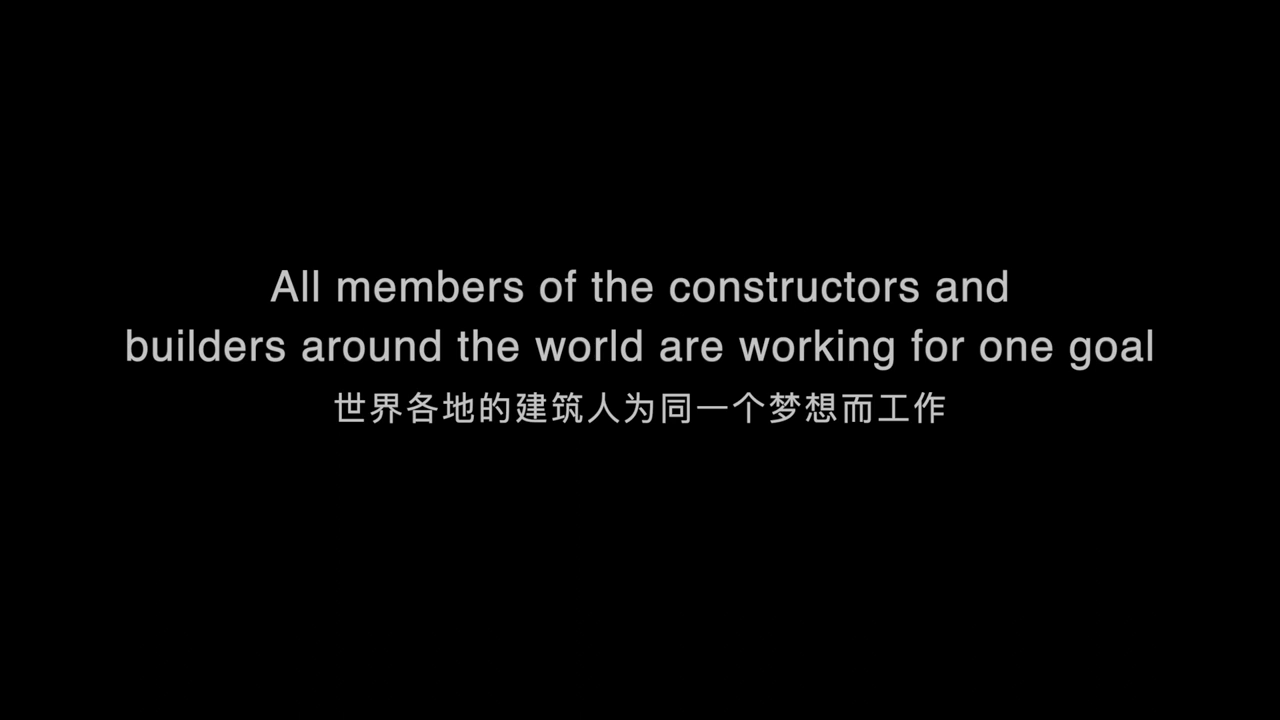 All members of the constructors and
builders around the world are working for one goal
世界各地的建筑人为同一个梦想而工作